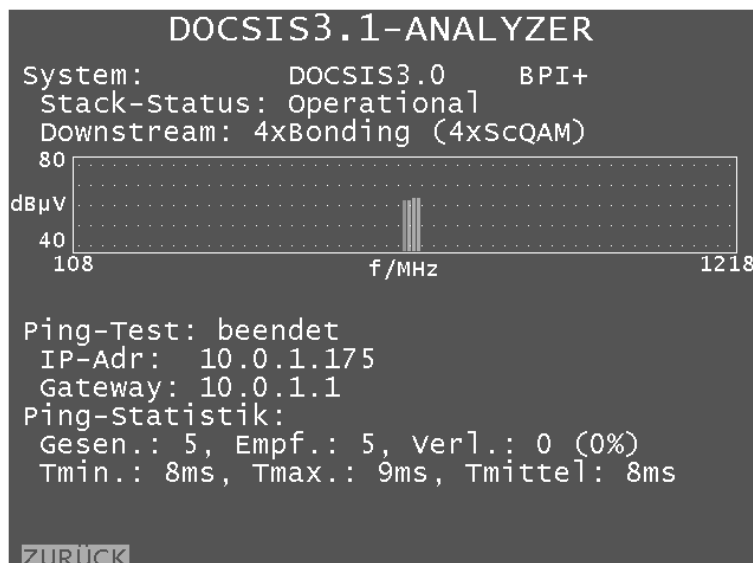 DOCSIS3.1-ANALYZER
System: DOCSIS3.0 BPI+
Stack-Status: Operational
Downstream: 4xBonding (4xScQAM)
80
dBµV
40
108 f/MHz 1218
Ping-Test: beendet
IP-Adr: 10.0.1.175
Gateway: 10.0.1.1
Ping-Statistik:
Gesen.: 5, Empf.: 5, Verl.: 0 (0%)
Tmin.: 8ms, Tmax.: 9ms, Tmittel: 8ms
ZURÜCK